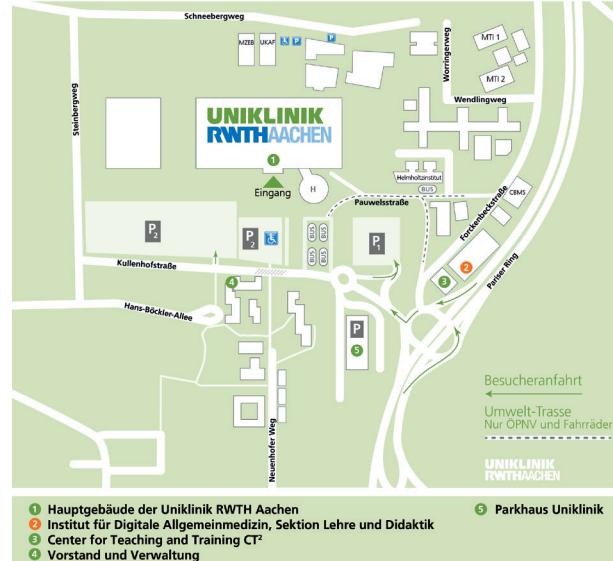 Schneebergweg
MZEB
UKAF
P
P
MTI 1
MTI 2
Worringerweg
Wendlingweg
Steinbergweg
UNIKLINIK
RWTHAACHEN
1
Eingang
H
Helmholtzinstitut
BUS
CBMS
Pauwelsstraße
Forckenbeckstraße
P2
P2
BUS BUS
BUS BUS
P1
2
3
Pariser Ring
Kullenhofstraße
4
Hans-Böckler-Allee
P
5
Neuenhofer Weg
Besucheranfahrt
Umwelt-Trasse
Nur ÖPNV und Fahrräder
UNIKLINIK
RWTHAACHEN
1 Hauptgebäude der Uniklinik RWTH Aachen
2 Institut für Digitale Allgemeinmedizin, Sektion Lehre und Didaktik
3 Center for Teaching and Training CT²
4 Vorstand und Verwaltung
5 Parkhaus Uniklinik